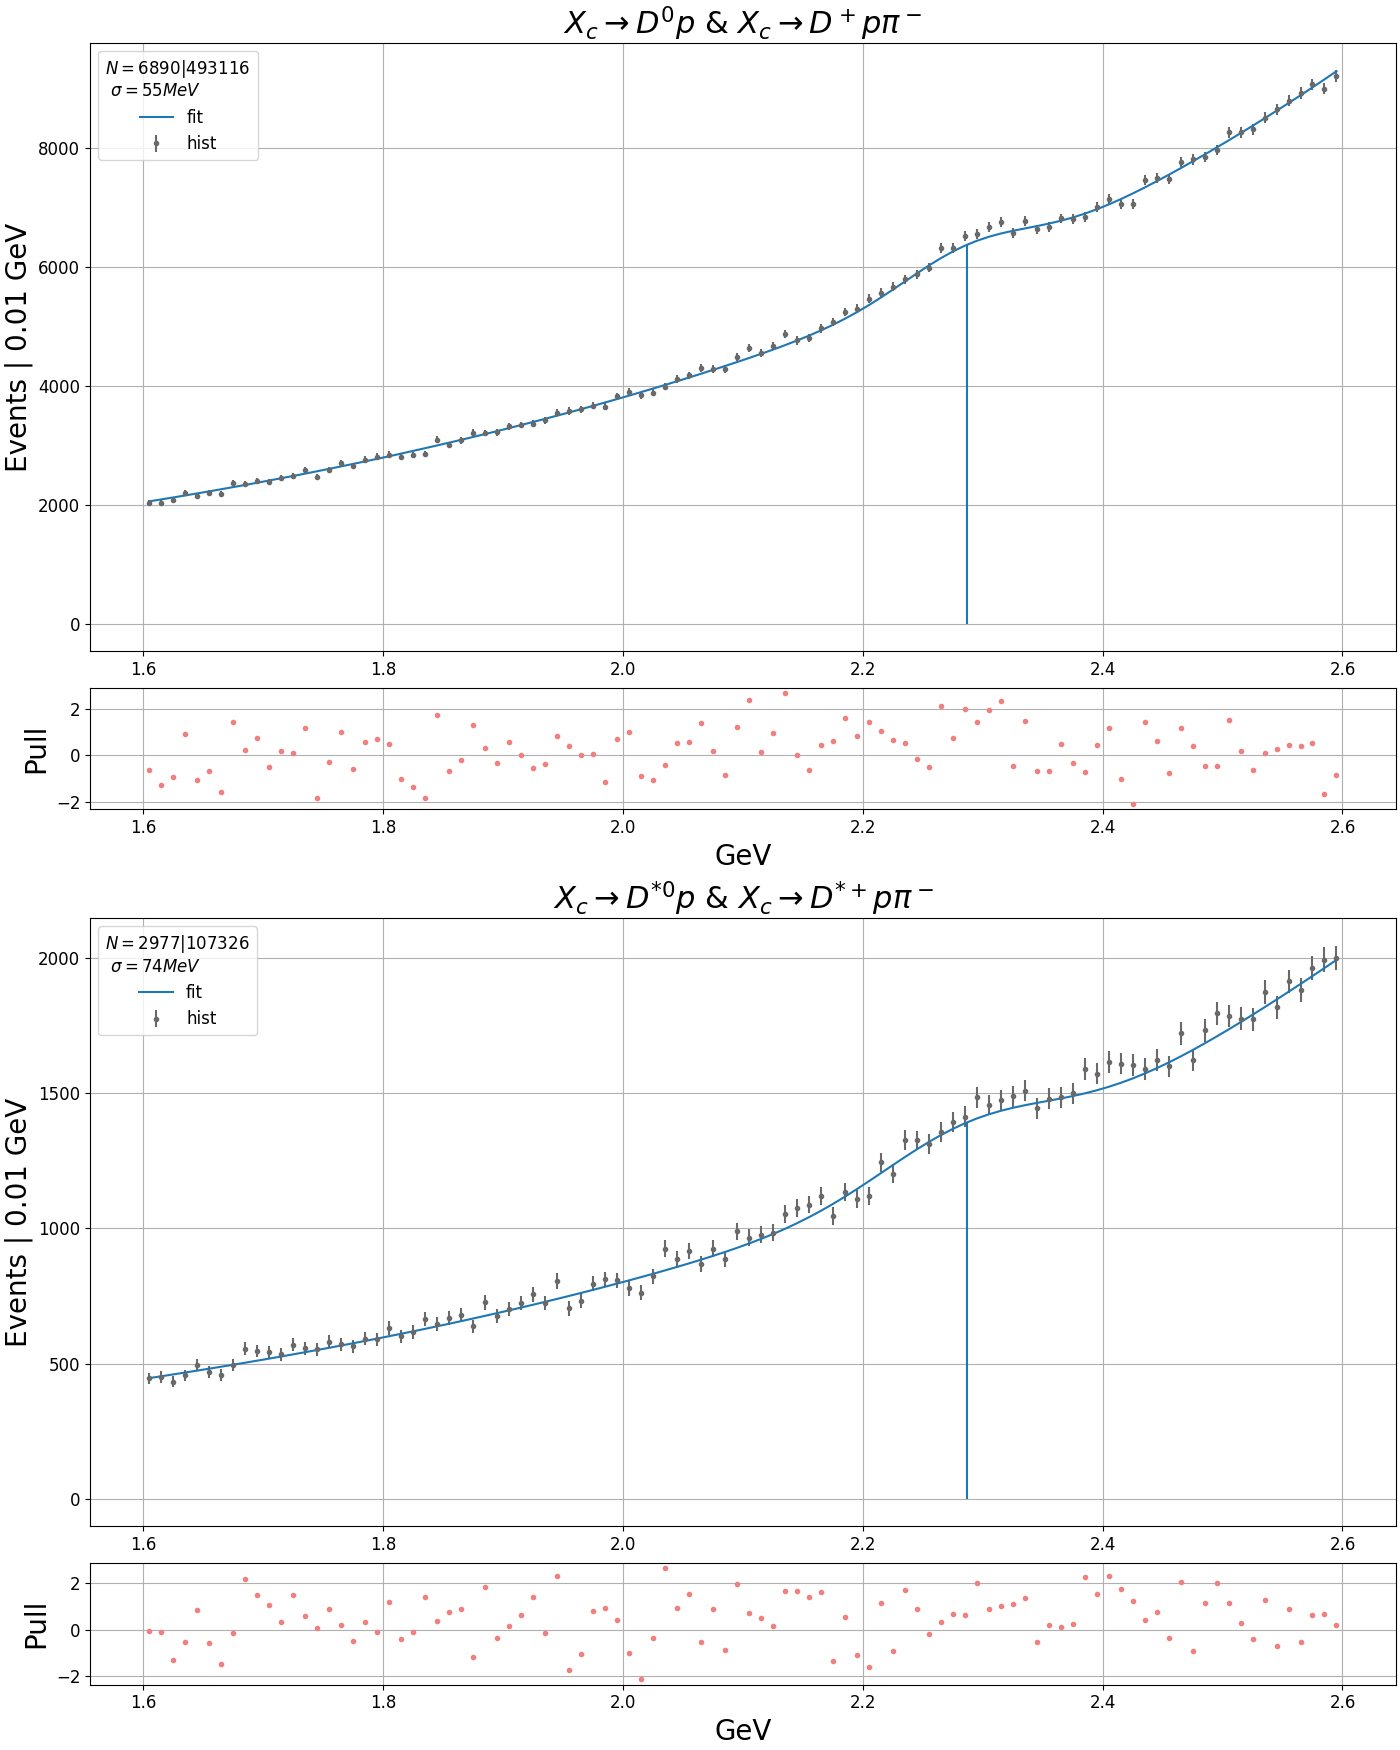 X_c → D^0 p & X_c → D^+ p π^−
N = 6890|493116
σ = 55MeV
fit
hist
Events | 0.01 GeV
8000
6000
4000
2000
0
1.6 1.8 2.0 2.2 2.4 2.6
Pull
2
0
−2
1.6 1.8 2.0 2.2 2.4 2.6
GeV
X_c → D^{*0} p & X_c → D^{*+} p π^−
N = 2977|107326
σ = 74MeV
fit
hist
Events | 0.01 GeV
2000
1500
1000
500
0
1.6 1.8 2.0 2.2 2.4 2.6
Pull
2
0
−2
1.6 1.8 2.0 2.2 2.4 2.6
GeV